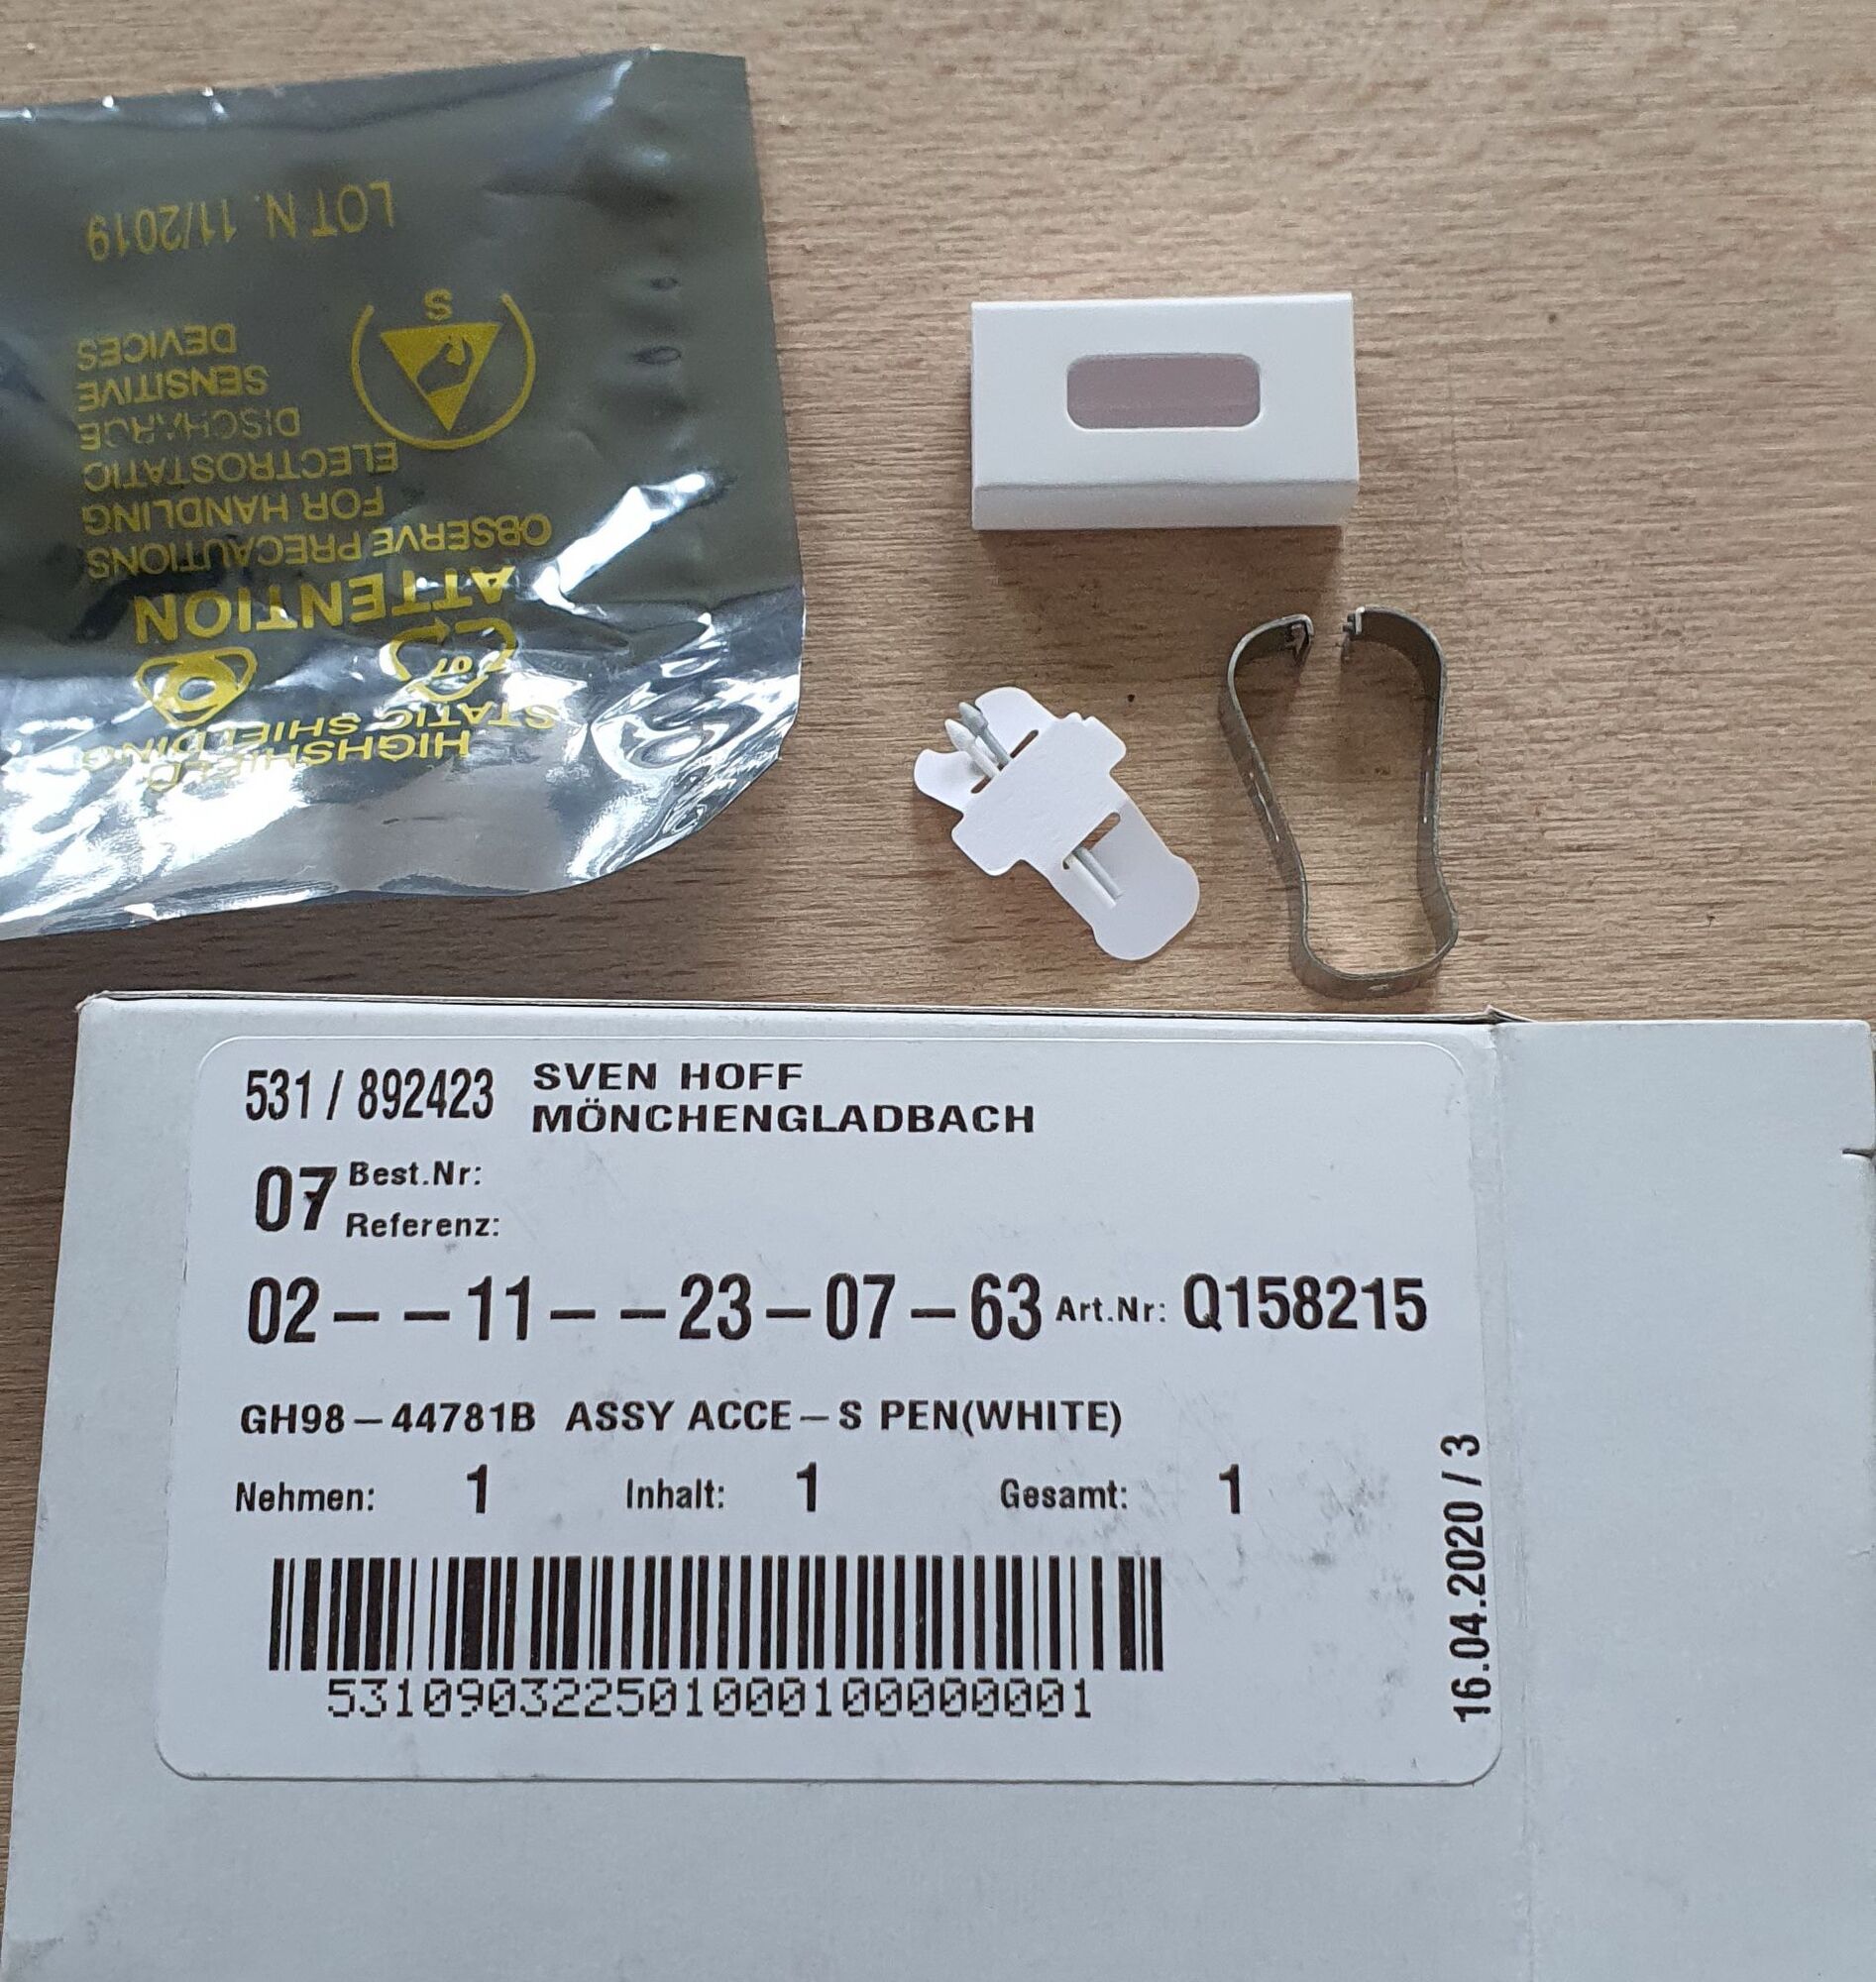 LOT N. 11/2019
S
DEVICES
SENSITIVE
DISCHARGE
ELECTROSTATIC
FOR HANDLING
OBSERVE PRECAUTIONS
ATTENTION
07
STATIC SHIELDING
HIGHSHIELD
531 / 892423 SVEN HOFF
MÖNCHENGLADBACH
07 Best.Nr:
Referenz:
02 - - 11 - - 23 - 07 - 63 Art.Nr: Q158215
GH98-44781B ASSY ACCE-S PEN(WHITE)
Nehmen: 1 Inhalt: 1 Gesamt: 1
531090322501000100000001
16.04.2020 / 3